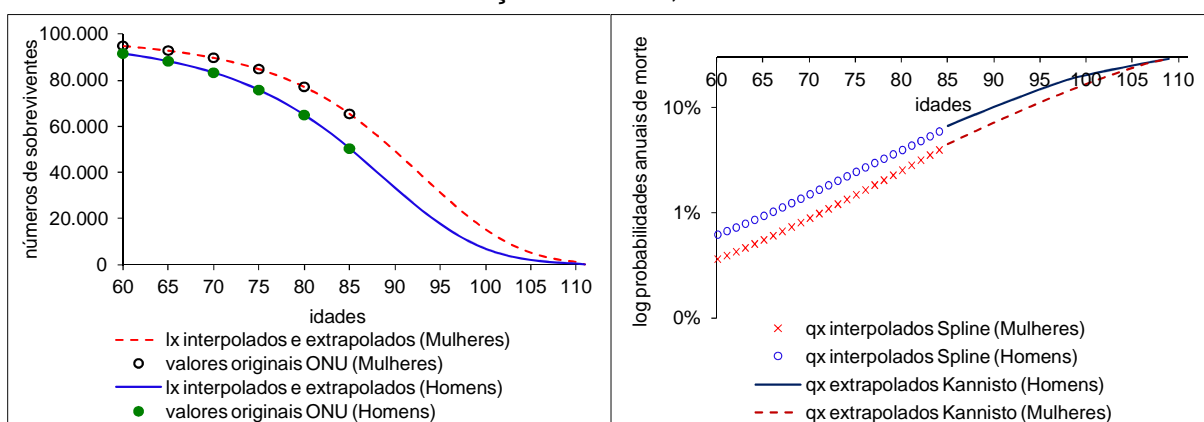 números de sobreviventes
100.000
80.000
60.000
40.000
20.000
0
60 65 70 75 80 85 90 95 100 105 110
idades
lx interpolados e extrapolados (Mulheres)
valores originais ONU (Mulheres)
lx interpolados e extrapolados (Homens)
valores originais ONU (Homens)
log probabilidades anuais de morte
60 65 70 75 80 85 90 95 100 105 110
idades
10%
1%
0%
qx interpolados Spline (Mulheres)
qx interpolados Spline (Homens)
qx extrapolados Kannisto (Homens)
qx extrapolados Kannisto (Mulheres)